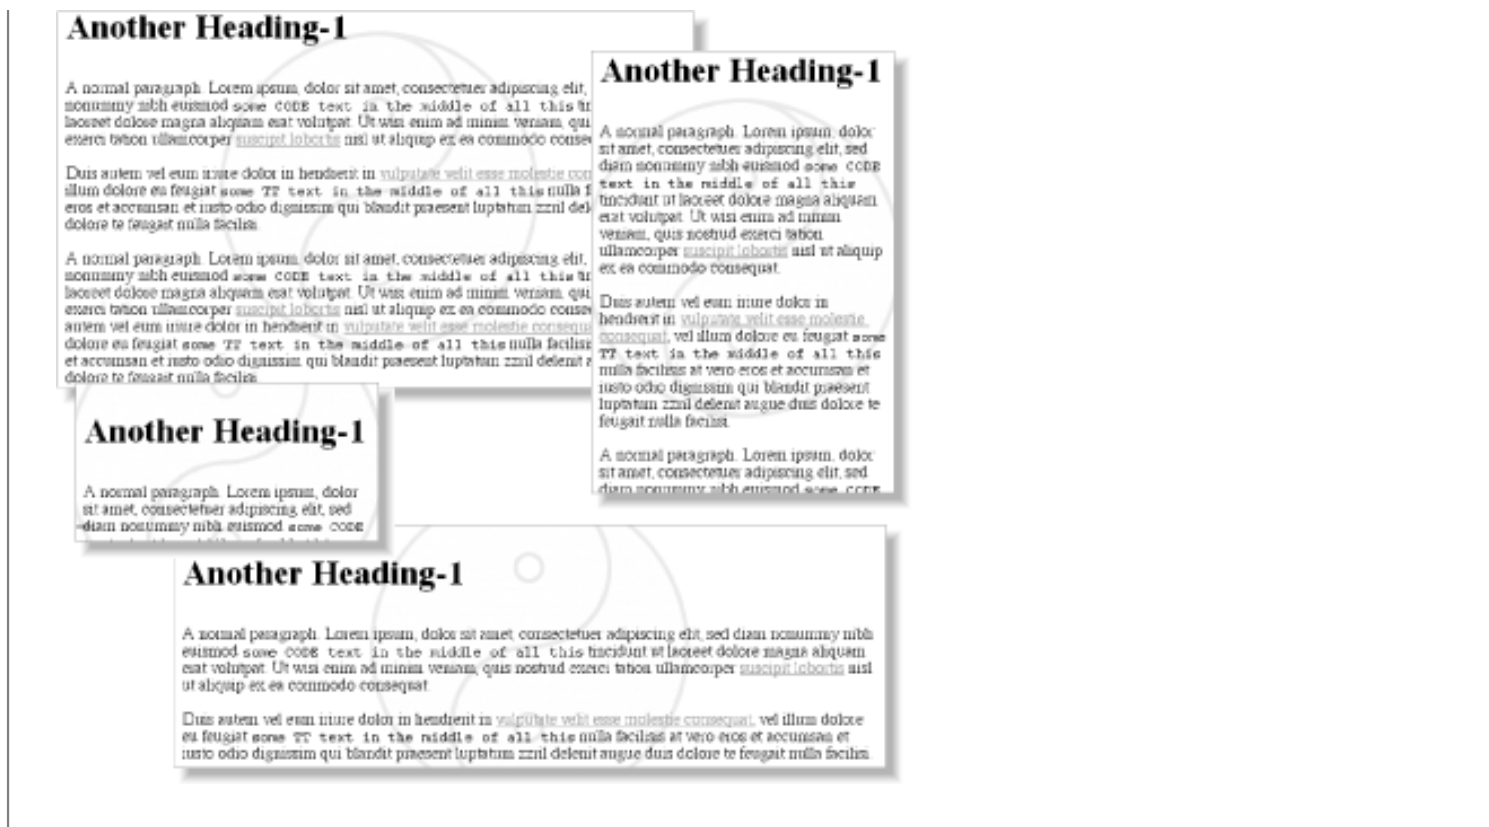 Another Heading-1
A normal paragraph. Lorem ipsum, dolor sit amet, consectetuer adipiscing elit,
nonummy nibh euismod some CODE text in the middle of all this
laoreet dolore magna aliquam erat volutpat. Ut wisi enim ad minim veniam, qui
exerci tation ullamcorper suscipit lobortis nisl ut aliquip ex ea commodo conse
Duis autem vel eum iriure dolor in hendrerit in vulputate velit esse molestie con
illum dolore eu feugiat some TT text in the middle of all this nulla f
eros et accumsan et iusto odio dignissim qui blandit praesent luptatum zzril del
dolore te feugait nulla facilisi.
A normal paragraph. Lorem ipsum, dolor sit amet, consectetuer adipiscing elit,
nonummy nibh euismod some CODE text in the middle of all this
laoreet dolore magna aliquam erat volutpat. Ut wisi enim ad minim veniam, qui
exerci tation ullamcorper suscipit lobortis nisl ut aliquip ex ea commodo conse
autem vel eum iriure dolor in hendrerit in vulputate velit esse molestie consequ
dolore eu feugiat some TT text in the middle of all this nulla facilisi
et accumsan et iusto odio dignissim qui blandit praesent luptatum zzril delenit a
dolore te feugait nulla facilisi.
Another Heading-1
A normal paragraph. Lorem ipsum, dolor
sit amet, consectetuer adipiscing elit, sed
diam nonummy nibh euismod some CODE
text in the middle of all this
tincidunt ut laoreet dolore magna aliquam
erat volutpat. Ut wisi enim ad minim
veniam, quis nostrud exerci tation
ullamcorper suscipit lobortis nisl ut aliquip
ex ea commodo consequat.
Duis autem vel eum iriure dolor in
hendrerit in vulputate velit esse molestie
consequat, vel illum dolore eu feugiat some
TT text in the middle of all this
nulla facilisis at vero eros et accumsan et
iusto odio dignissim qui blandit praesent
luptatum zzril delenit augue duis dolore te
feugait nulla facilisi.
A normal paragraph. Lorem ipsum, dolor
sit amet, consectetuer adipiscing elit, sed
diam nonummy nibh euismod some CODE
Another Heading-1
A normal paragraph. Lorem ipsum, dolor
sit amet, consectetuer adipiscing elit, sed
diam nonummy nibh euismod some CODE
Another Heading-1
A normal paragraph. Lorem ipsum, dolor sit amet, consectetuer adipiscing elit, sed diam nonummy nibh
euismod some CODE text in the middle of all this tincidunt ut laoreet dolore magna aliquam
erat volutpat. Ut wisi enim ad minim veniam, quis nostrud exerci tation ullamcorper suscipit lobortis nisl
ut aliquip ex ea commodo consequat.
Duis autem vel eum iriure dolor in hendrerit in vulputate velit esse molestie consequat, vel illum dolore
eu feugiat some TT text in the middle of all this nulla facilisis at vero eros et accumsan et
iusto odio dignissim qui blandit praesent luptatum zzril delenit augue duis dolore te feugait nulla facilisi.